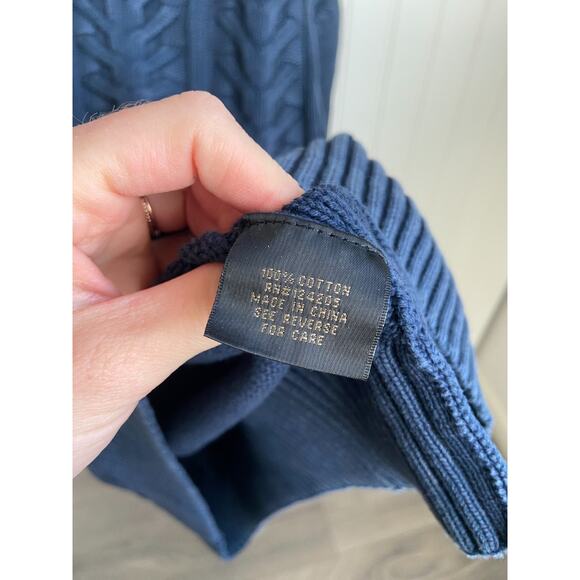 100% COTTON
RN#124205
MADE IN CHINA
SEE REVERSE
FOR CARE